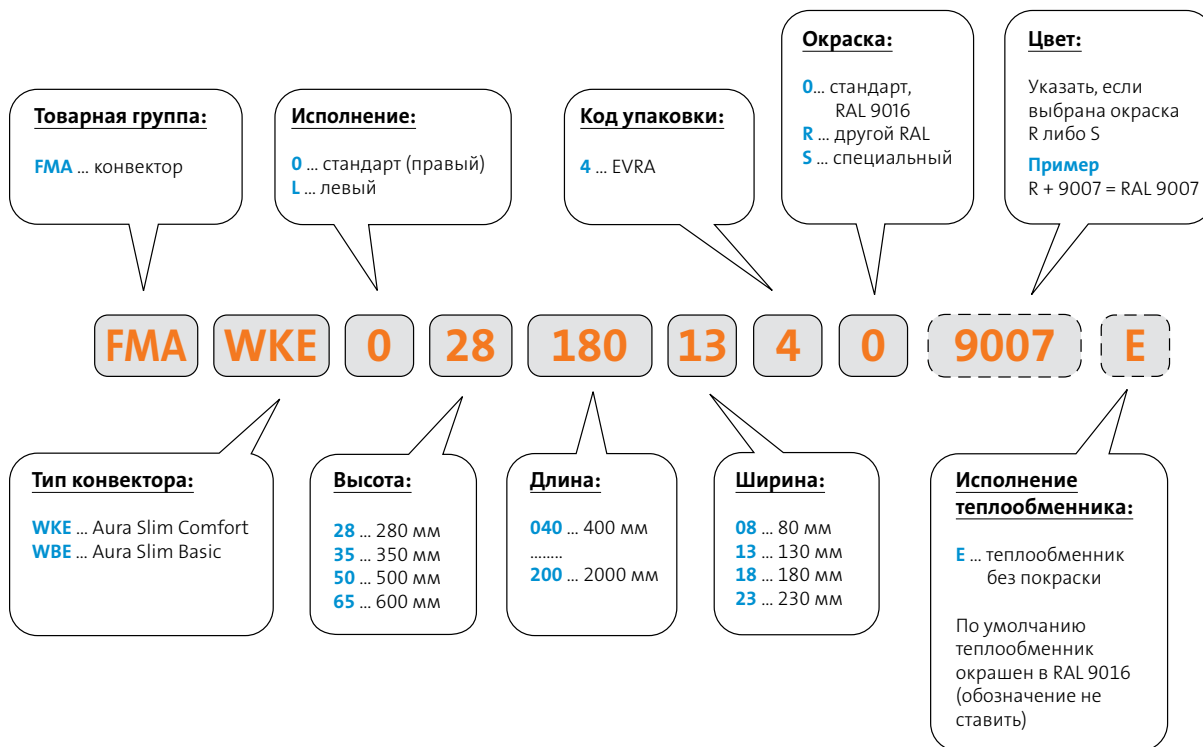 Товарная группа:
FMA ... конвектор
Исполнение:
0 ... стандарт (правый)
L ... левый
Код упаковки:
4 ... EVRA
Окраска:
0... стандарт,
RAL 9016
R ... другой RAL
S ... специальный
Цвет:
Указать, если
выбрана окраска
R либо S
Пример
R + 9007 = RAL 9007
FMA WKE 0 28 180 13 4 0 9007 E
Тип конвектора:
WKE ... Aura Slim Comfort
WBE ... Aura Slim Basic
Высота:
28 ... 280 мм
35 ... 350 мм
50 ... 500 мм
65 ... 600 мм
Длина:
040 ... 400 мм
........
200 ... 2000 мм
Ширина:
08 ... 80 мм
13 ... 130 мм
18 ... 180 мм
23 ... 230 мм
Исполнение
теплообменника:
E ... теплообменник
без покраски
По умолчанию
теплообменник
окрашен в RAL 9016
(обозначение не
ставить)